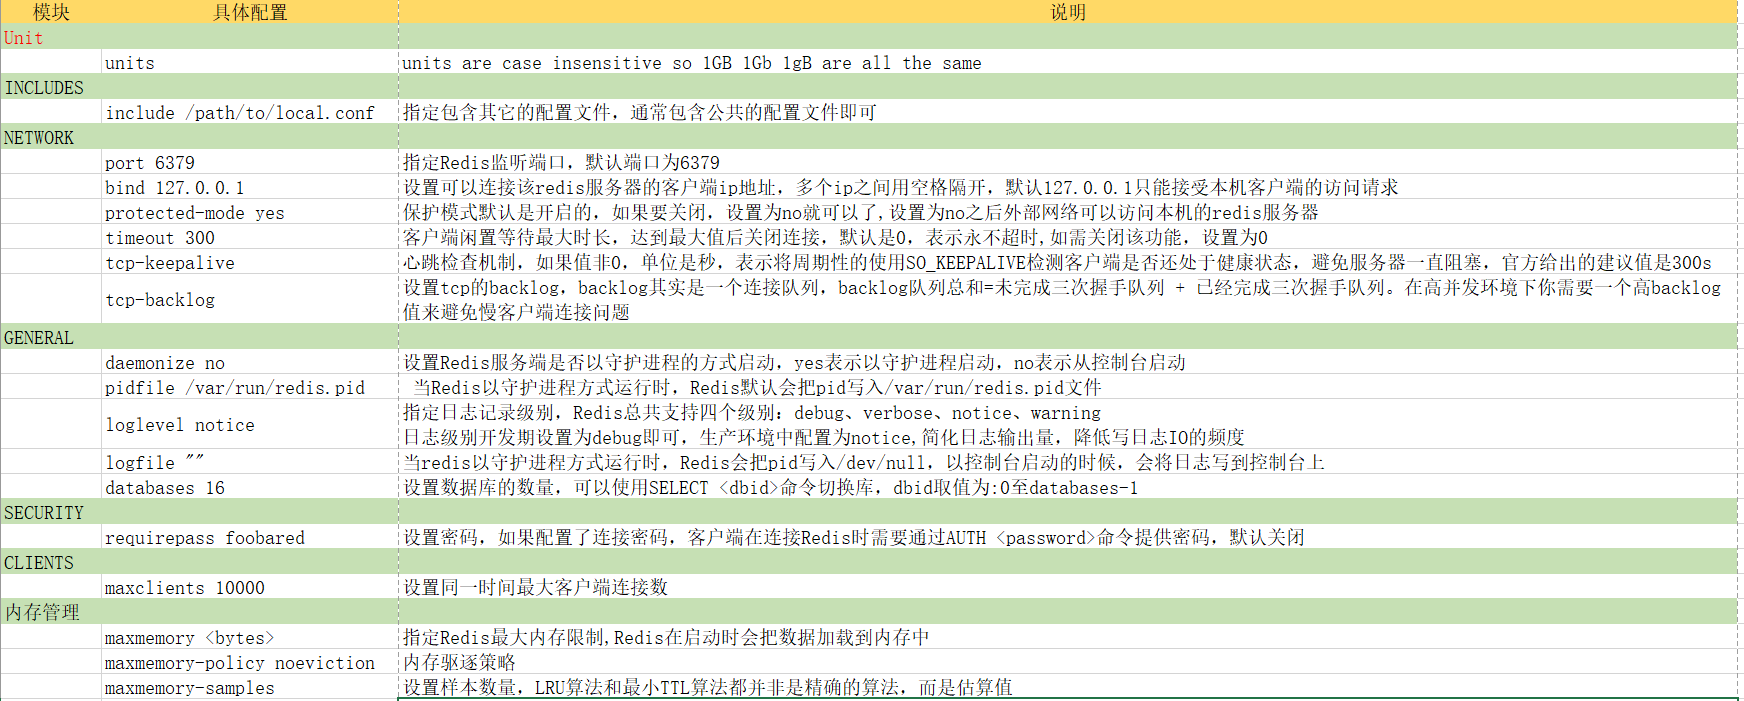 模块 具体配置 说明
Unit
units units are case insensitive so 1GB 1Gb 1gB are all the same
INCLUDES
include /path/to/local.conf 指定包含其它的配置文件，通常包含公共的配置文件即可
NETWORK
port 6379 指定Redis监听端口，默认端口为6379
bind 127.0.0.1 设置可以连接该redis服务器的客户端ip地址，多个ip之间用空格隔开，默认127.0.0.1只能接受本机客户端的访问请求
protected-mode yes 保护模式默认是开启的，如果要关闭，设置为no就可以了,设置为no之后外部网络可以访问本机的redis服务器
timeout 300 客户端闲置等待最大时长，达到最大值后关闭连接，默认是0，表示永不超时,如需关闭该功能，设置为0
tcp-keepalive 心跳检查机制，如果值非0，单位是秒，表示将周期性的使用SO_KEEPALIVE检测客户端是否还处于健康状态，避免服务器一直阻塞，官方给出的建议值是300s
tcp-backlog 设置tcp的backlog，backlog其实是一个连接队列，backlog队列总和=未完成三次握手队列 + 已经完成三次握手队列。在高并发环境下你需要一个高backlog
值来避免慢客户端连接问题
GENERAL
daemonize no 设置Redis服务端是否以守护进程的方式启动，yes表示以守护进程启动，no表示从控制台启动
pidfile /var/run/redis.pid 当Redis以守护进程方式运行时，Redis默认会把pid写入/var/run/redis.pid文件
loglevel notice 指定日志记录级别，Redis总共支持四个级别：debug、verbose、notice、warning
日志级别开发期设置为debug即可，生产环境中配置为notice,简化日志输出量，降低写日志IO的频度
logfile "" 当redis以守护进程方式运行时，Redis会把pid写入/dev/null，以控制台启动的时候，会将日志写到控制台上
databases 16 设置数据库的数量，可以使用SELECT <dbid>命令切换库，dbid取值为:0至databases-1
SECURITY
requirepass foobared 设置密码，如果配置了连接密码，客户端在连接Redis时需要通过AUTH <password>命令提供密码，默认关闭
CLIENTS
maxclients 10000 设置同一时间最大客户端连接数
内存管理
maxmemory <bytes> 指定Redis最大内存限制,Redis在启动时会把数据加载到内存中
maxmemory-policy noeviction 内存驱逐策略
maxmemory-samples 设置样本数量，LRU算法和最小TTL算法都并非是精确的算法，而是估算值